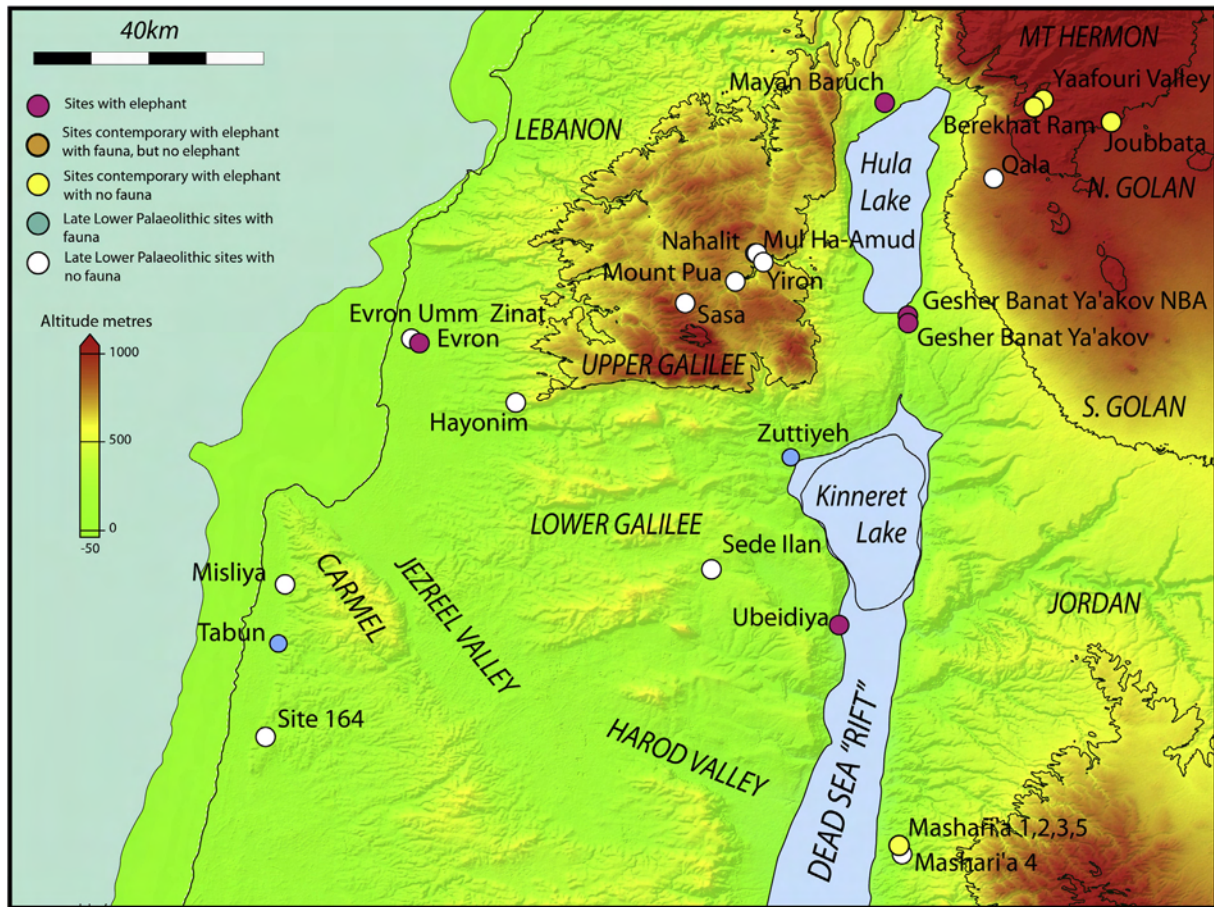 40km
Sites with elephant
Sites contemporary with elephant
with fauna, but no elephant
Sites contemporary with elephant
with no fauna
Late Lower Palaeolithic sites with
fauna
Late Lower Palaeolithic sites with
no fauna
Altitude metres
1000
500
0
-50
MT HERMON
Mayan Baruch
Yaafouri Valley
LEBANON
Berekhat Ram
Joubbata
Hula
Lake
Qala
N. GOLAN
Nahalit
Mul Ha-Amud
Mount Pua
Yiron
Sasa
Gesher Banat Ya'akov NBA
Evron Umm Zinat
Evron
Gesher Banat Ya'akov
UPPER GALILEE
S. GOLAN
Hayonim
Zuttiyeh
Kinneret
Lake
LOWER GALILEE
Sede Ilan
Misliya
CARMEL
JEZREEL VALLEY
JORDAN
Tabun
Ubeidiya
Site 164
HAROD VALLEY
DEAD SEA "RIFT"
Mashari'a 1,2,3,5
Mashari'a 4